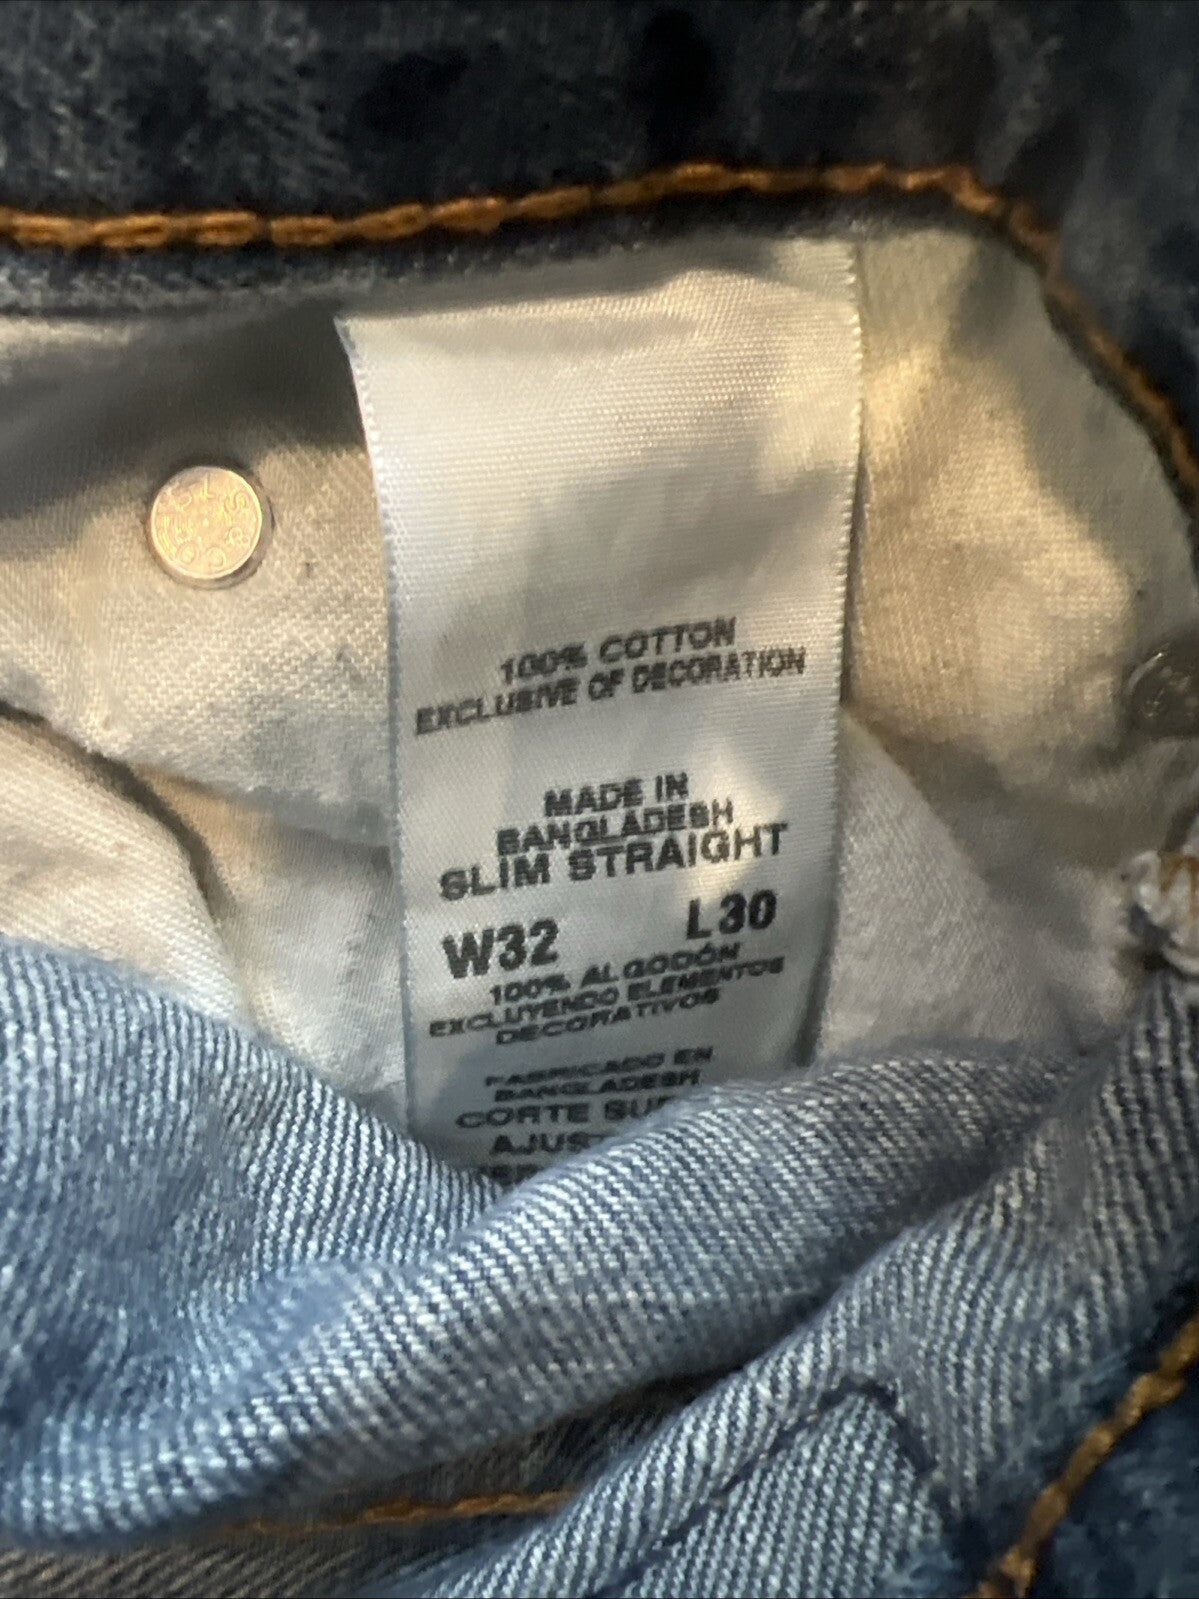 100% COTTON
EXCLUSIVE OF DECORATION
MADE IN
BANGLADESH
SLIM STRAIGHT
W32 L30
100% ALGODÓN
EXCLUYENDO ELEMENTOS
DECORATIVOS
FABRICADO EN
BANGLADESH
CORTE